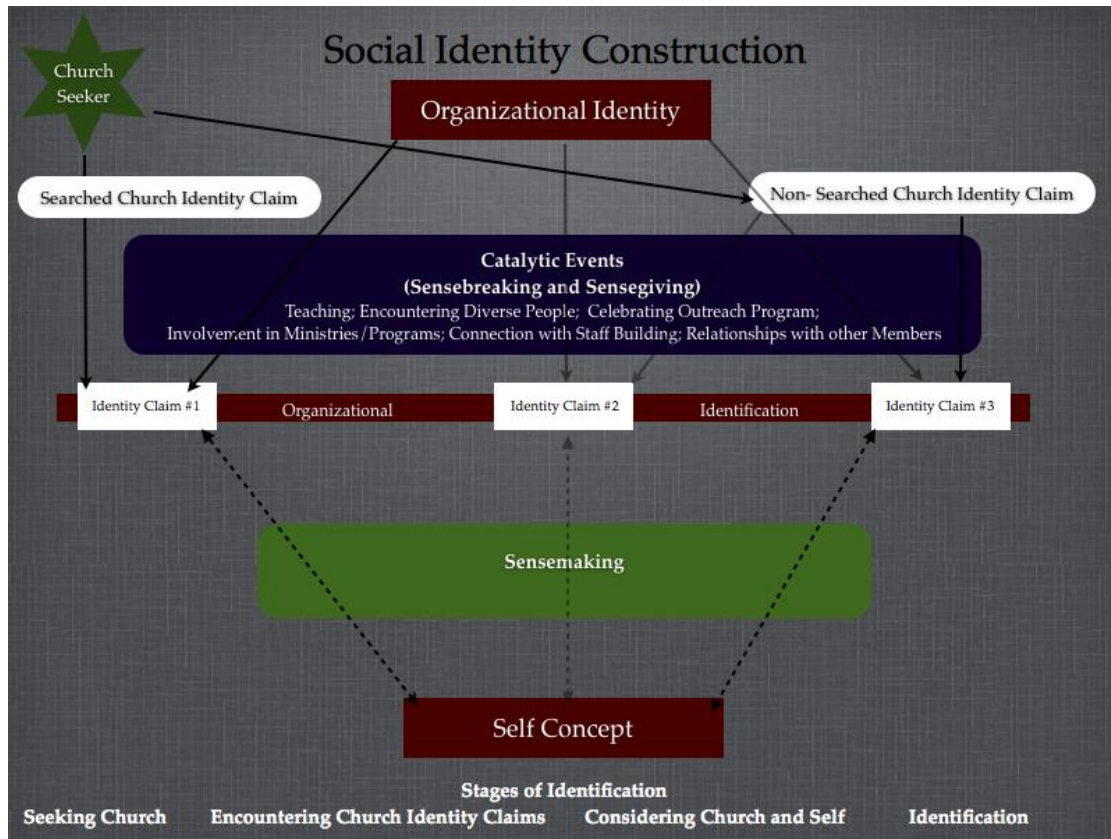 Social Identity Construction
Church
Seeker
Organizational Identity
Searched Church Identity Claim
Non- Searched Church Identity Claim
Catalytic Events
(Sensebreaking and Sensegiving)
Teaching; Encountering Diverse People; Celebrating Outreach Program;
Involvement in Ministries/Programs; Connection with Staff Building; Relationships with other Members
Identity Claim #1
Organizational
Identity Claim #2
Identification
Identity Claim #3
Sensemaking
Self Concept
Stages of Identification
Seeking Church
Encountering Church Identity Claims
Considering Church and Self
Identification